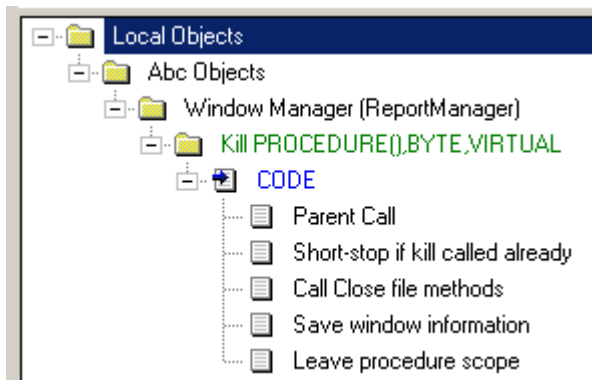 Local Objects
Abc Objects
Window Manager (ReportManager)
Kill PROCEDURE(),BYTE,VIRTUAL
CODE
Parent Call
Short-stop if kill called already
Call Close file methods
Save window information
Leave procedure scope